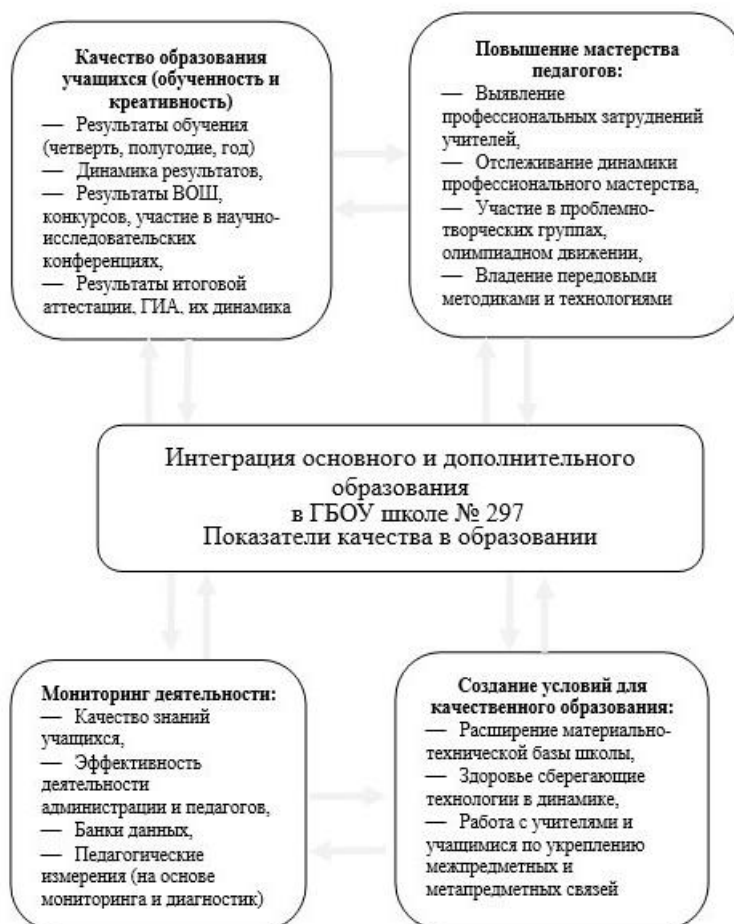 Качество образования
учащихся (обученность и
креативность)
— Результаты обучения
(четверть, полугодие, год)
— Динамика результатов,
— Результаты ВОШ,
конкурсов, участие в научно-
исследовательских
конференциях,
— Результаты итоговой
аттестации, ГИА, их динамика
Повышение мастерства
педагогов:
— Выявление
профессиональных затруднений
учителей,
— Отслеживание динамики
профессионального мастерства,
— Участие в проблемно-
творческих группах,
олимпиадном движении,
— Владение передовыми
методиками и технологиями
Интеграция основного и дополнительного
образования
в ГБОУ школе № 297
Показатели качества в образовании
Мониторинг деятельности:
— Качество знаний
учащихся,
— Эффективность
деятельности
администрации и педагогов,
— Банки данных,
— Педагогические
измерения (на основе
мониторинга и диагностик)
Создание условий для
качественного образования:
— Расширение материально-
технической базы школы,
— Здоровье сберегающие
технологии в динамике,
— Работа с учителями и
учащимися по укреплению
межпредметных и
метапредметных связей